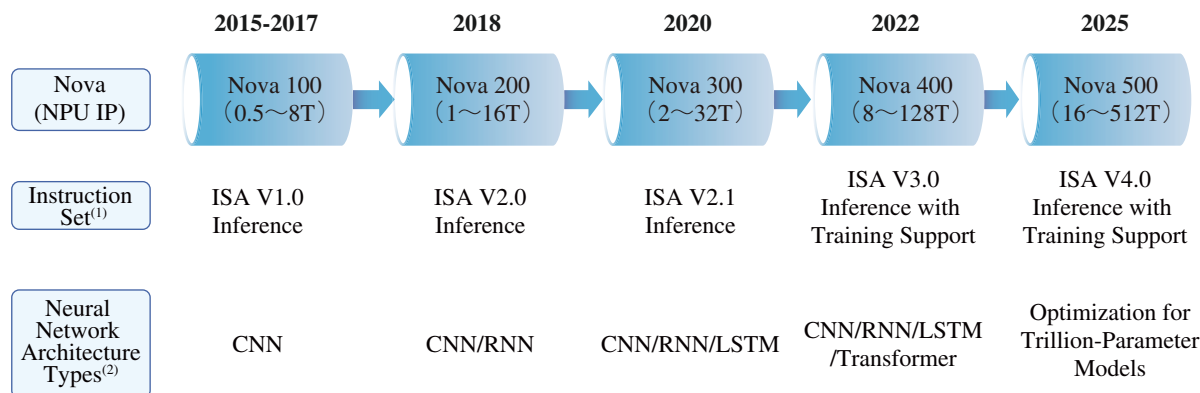 2015-2017
2018
2020
2022
2025
Nova
(NPU IP)
Nova 100
（0.5～8T）
Nova 200
（1～16T）
Nova 300
（2～32T）
Nova 400
（8～128T）
Nova 500
（16～512T）
Instruction
Set(1)
ISA V1.0
Inference
ISA V2.0
Inference
ISA V2.1
Inference
ISA V3.0
Inference with
Training Support
ISA V4.0
Inference with
Training Support
Neural
Network
Architecture
Types(2)
CNN
CNN/RNN
CNN/RNN/LSTM
CNN/RNN/LSTM
/Transformer
Optimization for
Trillion-Parameter
Models